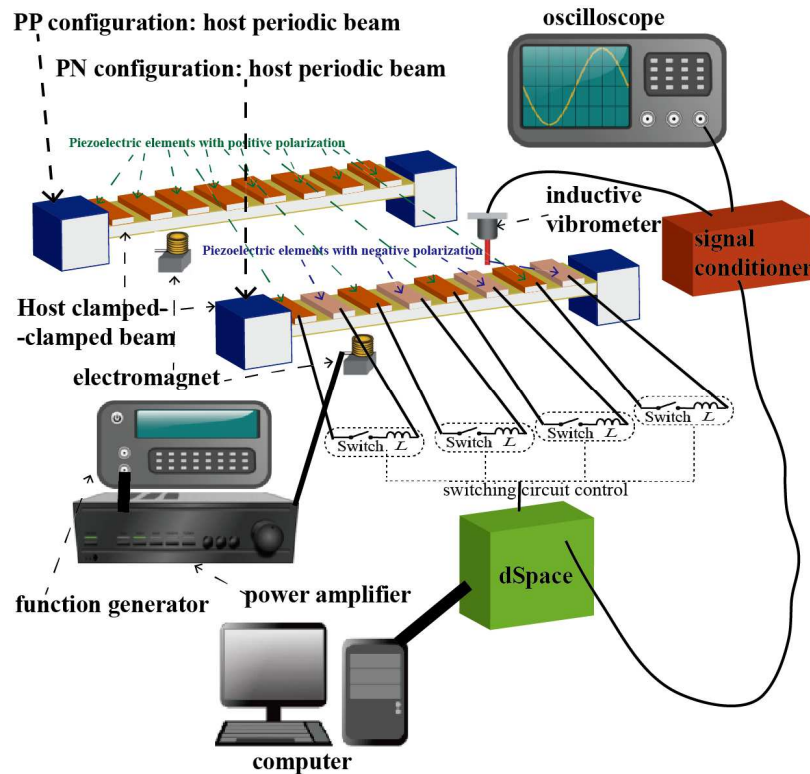 PP configuration: host periodic beam
oscilloscope
PN configuration: host periodic beam
Piezoelectric elements with positive polarization
inductive
vibrometer
signal
conditioner
Piezoelectric elements with negative polarization
Host clamped-
-clamped beam
electromagnet
Switch L
Switch L
Switch L
Switch L
switching circuit control
dSpace
function generator
power amplifier
computer